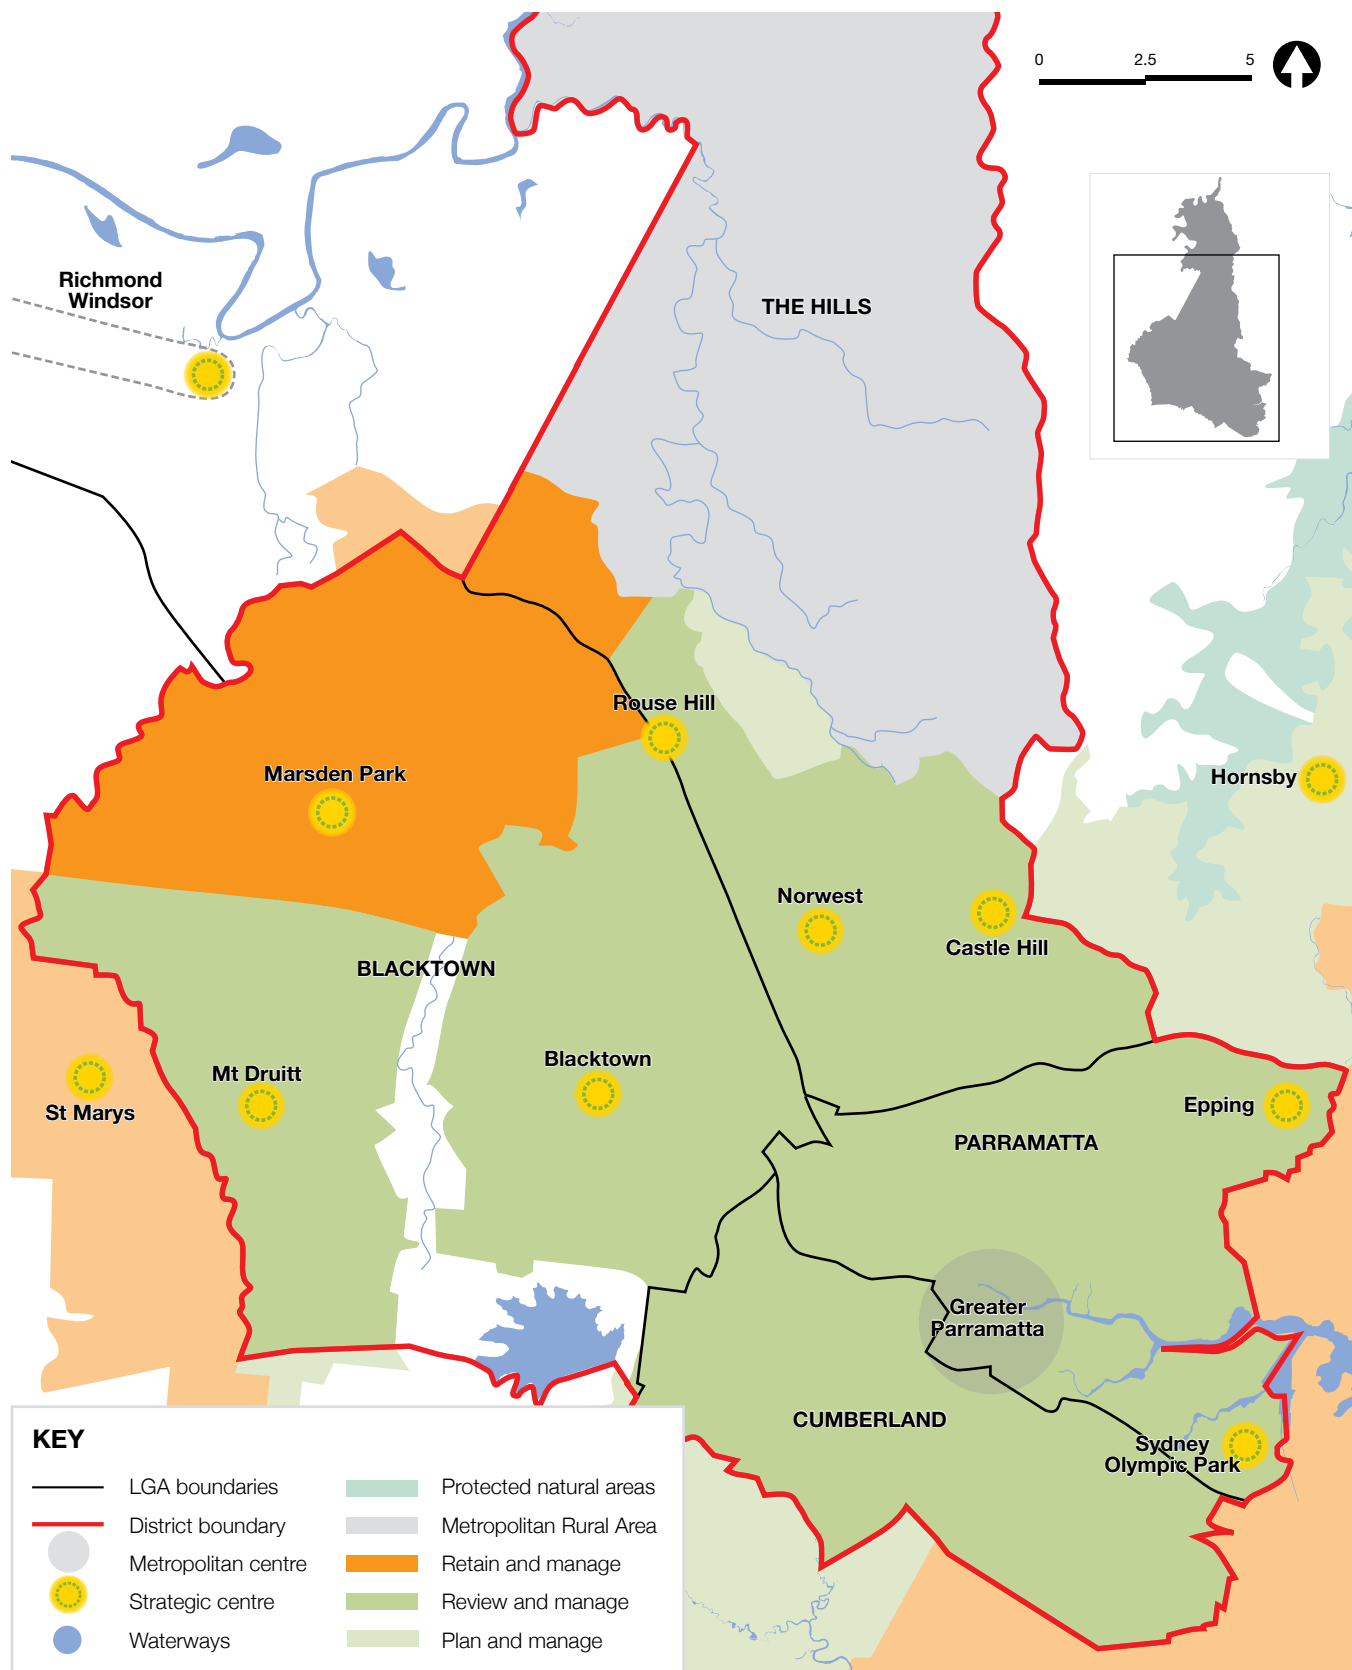 0 2.5 5
Richmond
Windsor
THE HILLS
Rouse Hill
Marsden Park
Hornsby
Norwest
Castle Hill
BLACKTOWN
Blacktown
Mt Druitt
St Marys
Epping
PARRAMATTA
Greater
Parramatta
CUMBERLAND
Sydney
Olympic Park
KEY
LGA boundaries
District boundary
Metropolitan centre
Strategic centre
Waterways
Protected natural areas
Metropolitan Rural Area
Retain and manage
Review and manage
Plan and manage